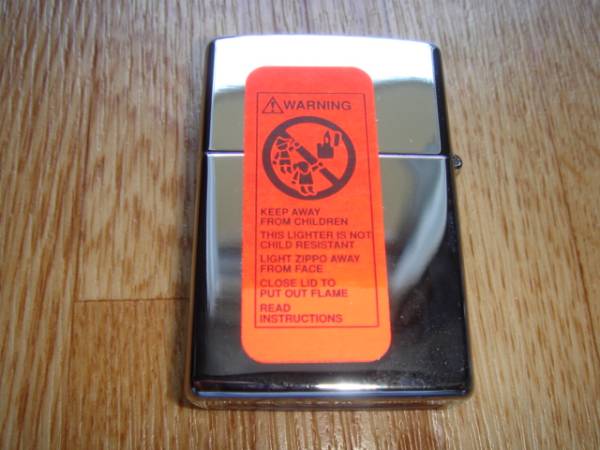 WARNING
KEEP AWAY
FROM CHILDREN
THIS LIGHTER IS NOT
CHILD RESISTANT
LIGHT ZIPPO AWAY
FROM FACE
CLOSE LID TO
PUT OUT FLAME
READ
INSTRUCTIONS